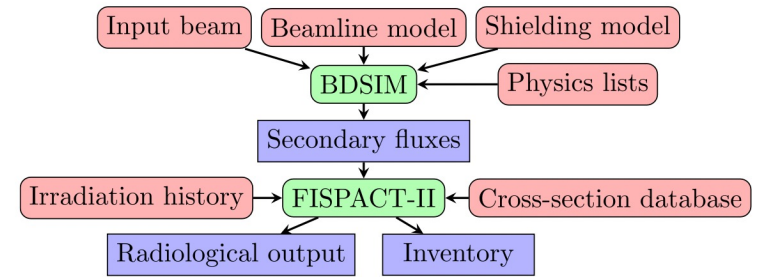 Input beam
Beamline model
Shielding model
BDSIM
Physics lists
Secondary fluxes
Irradiation history
FISPACT-II
Cross-section database
Radiological output
Inventory